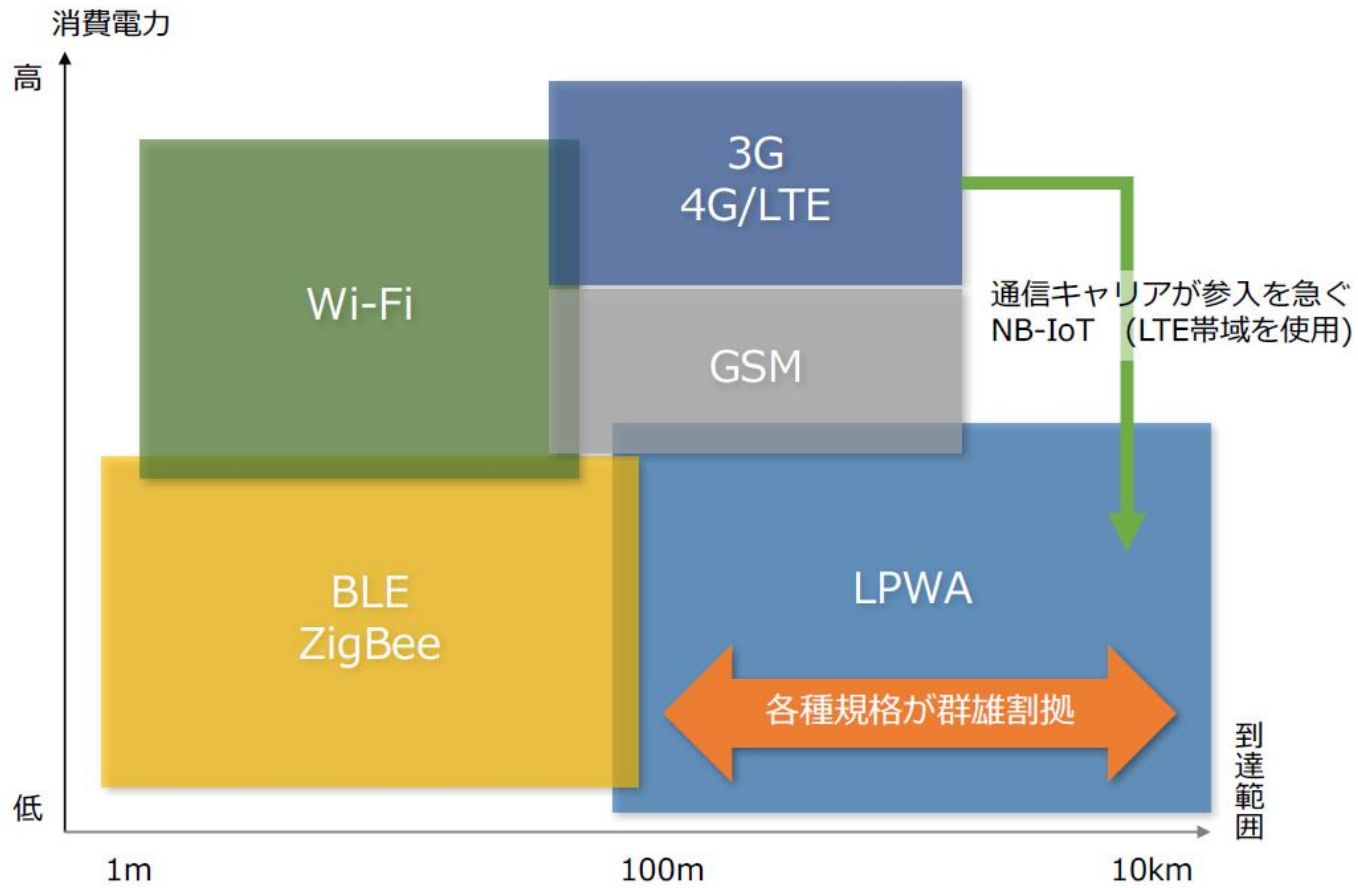 消費電力
高
3G
4G/LTE
Wi-Fi
通信キャリアが参入を急ぐ
NB-IoT (LTE帯域を使用)
GSM
BLE
ZigBee
LPWA
各種規格が群雄割拠
到達範囲
低
1m
100m
10km